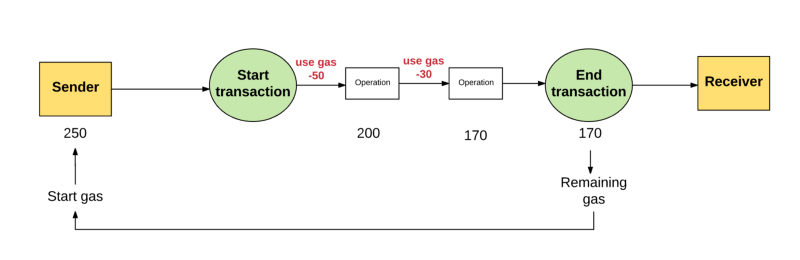 Sender
Start
transaction
use gas
-50
Operation
use gas
-30
Operation
End
transaction
Receiver
250
200
170
170
Start gas
Remaining
gas